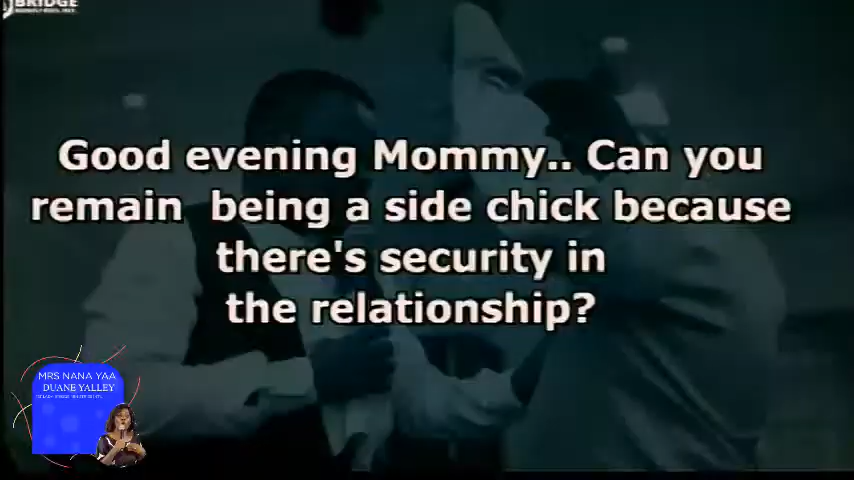 BRIDGE
Good evening Mommy.. Can you
remain being a side chick because
there's security in
the relationship?
MRS NANA YAA
DUANE YALLEY